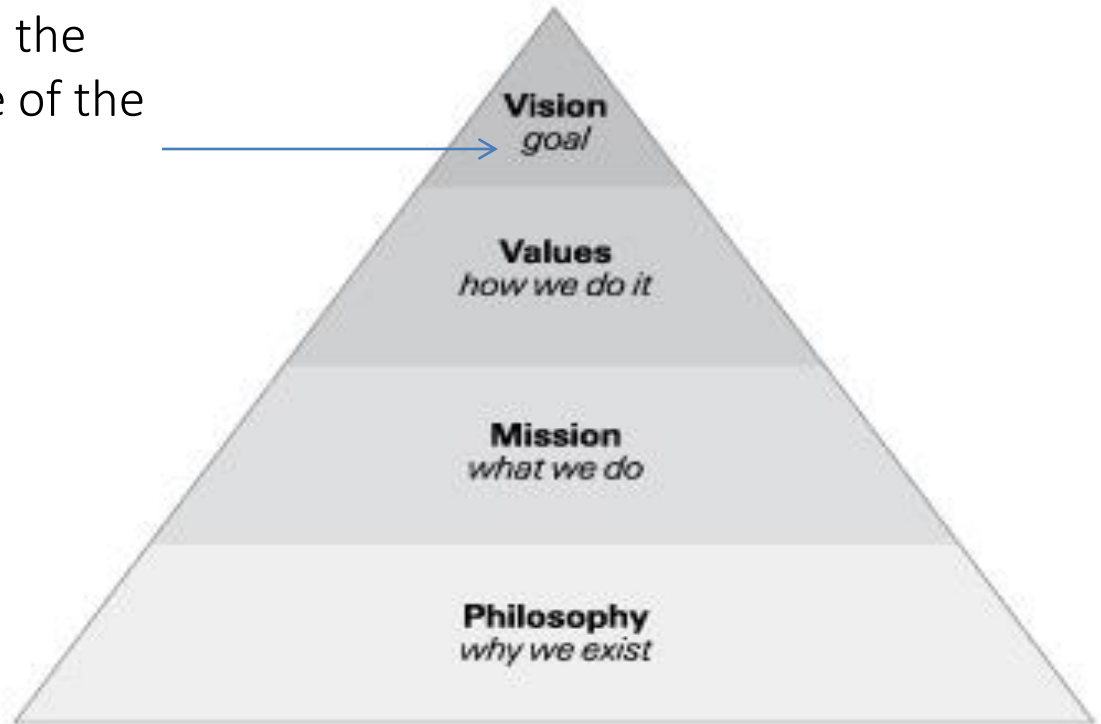 the
of the
Vision
goal
Values
how we do it
Mission
what we do
Philosophy
why we exist